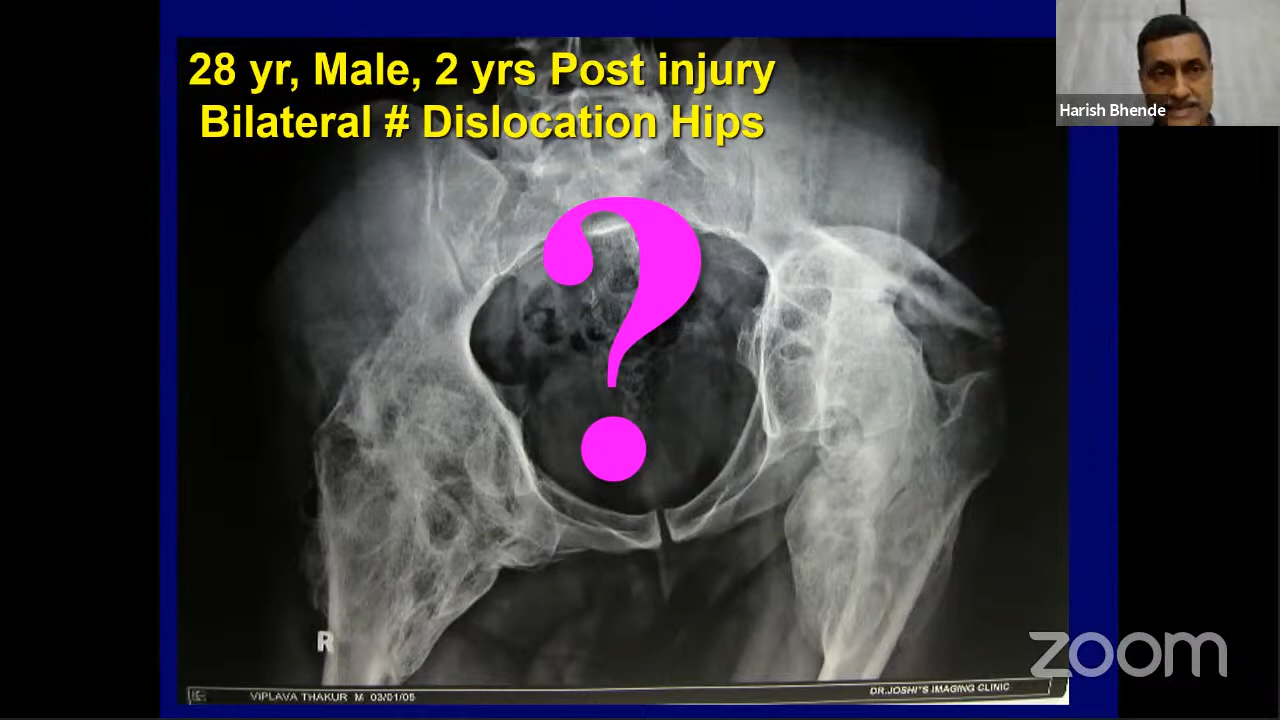 28 yr, Male, 2 yrs Post injury
Bilateral # Dislocation Hips
?
Harish Bhende
R
VIPLAVA THAKUR M 03/01/05
DR.JOSHI'S IMAGING CLINIC
zoom